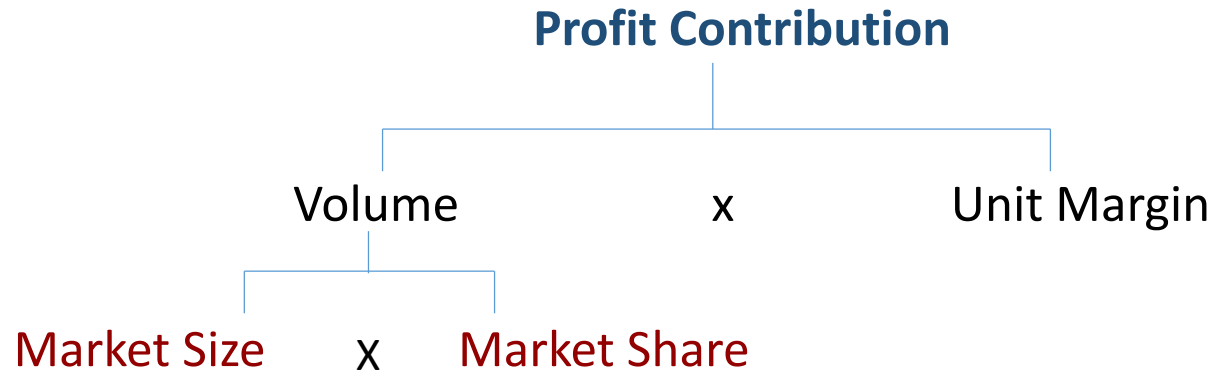 Profit Contribution
Volume x Unit Margin
Market Size X Market Share